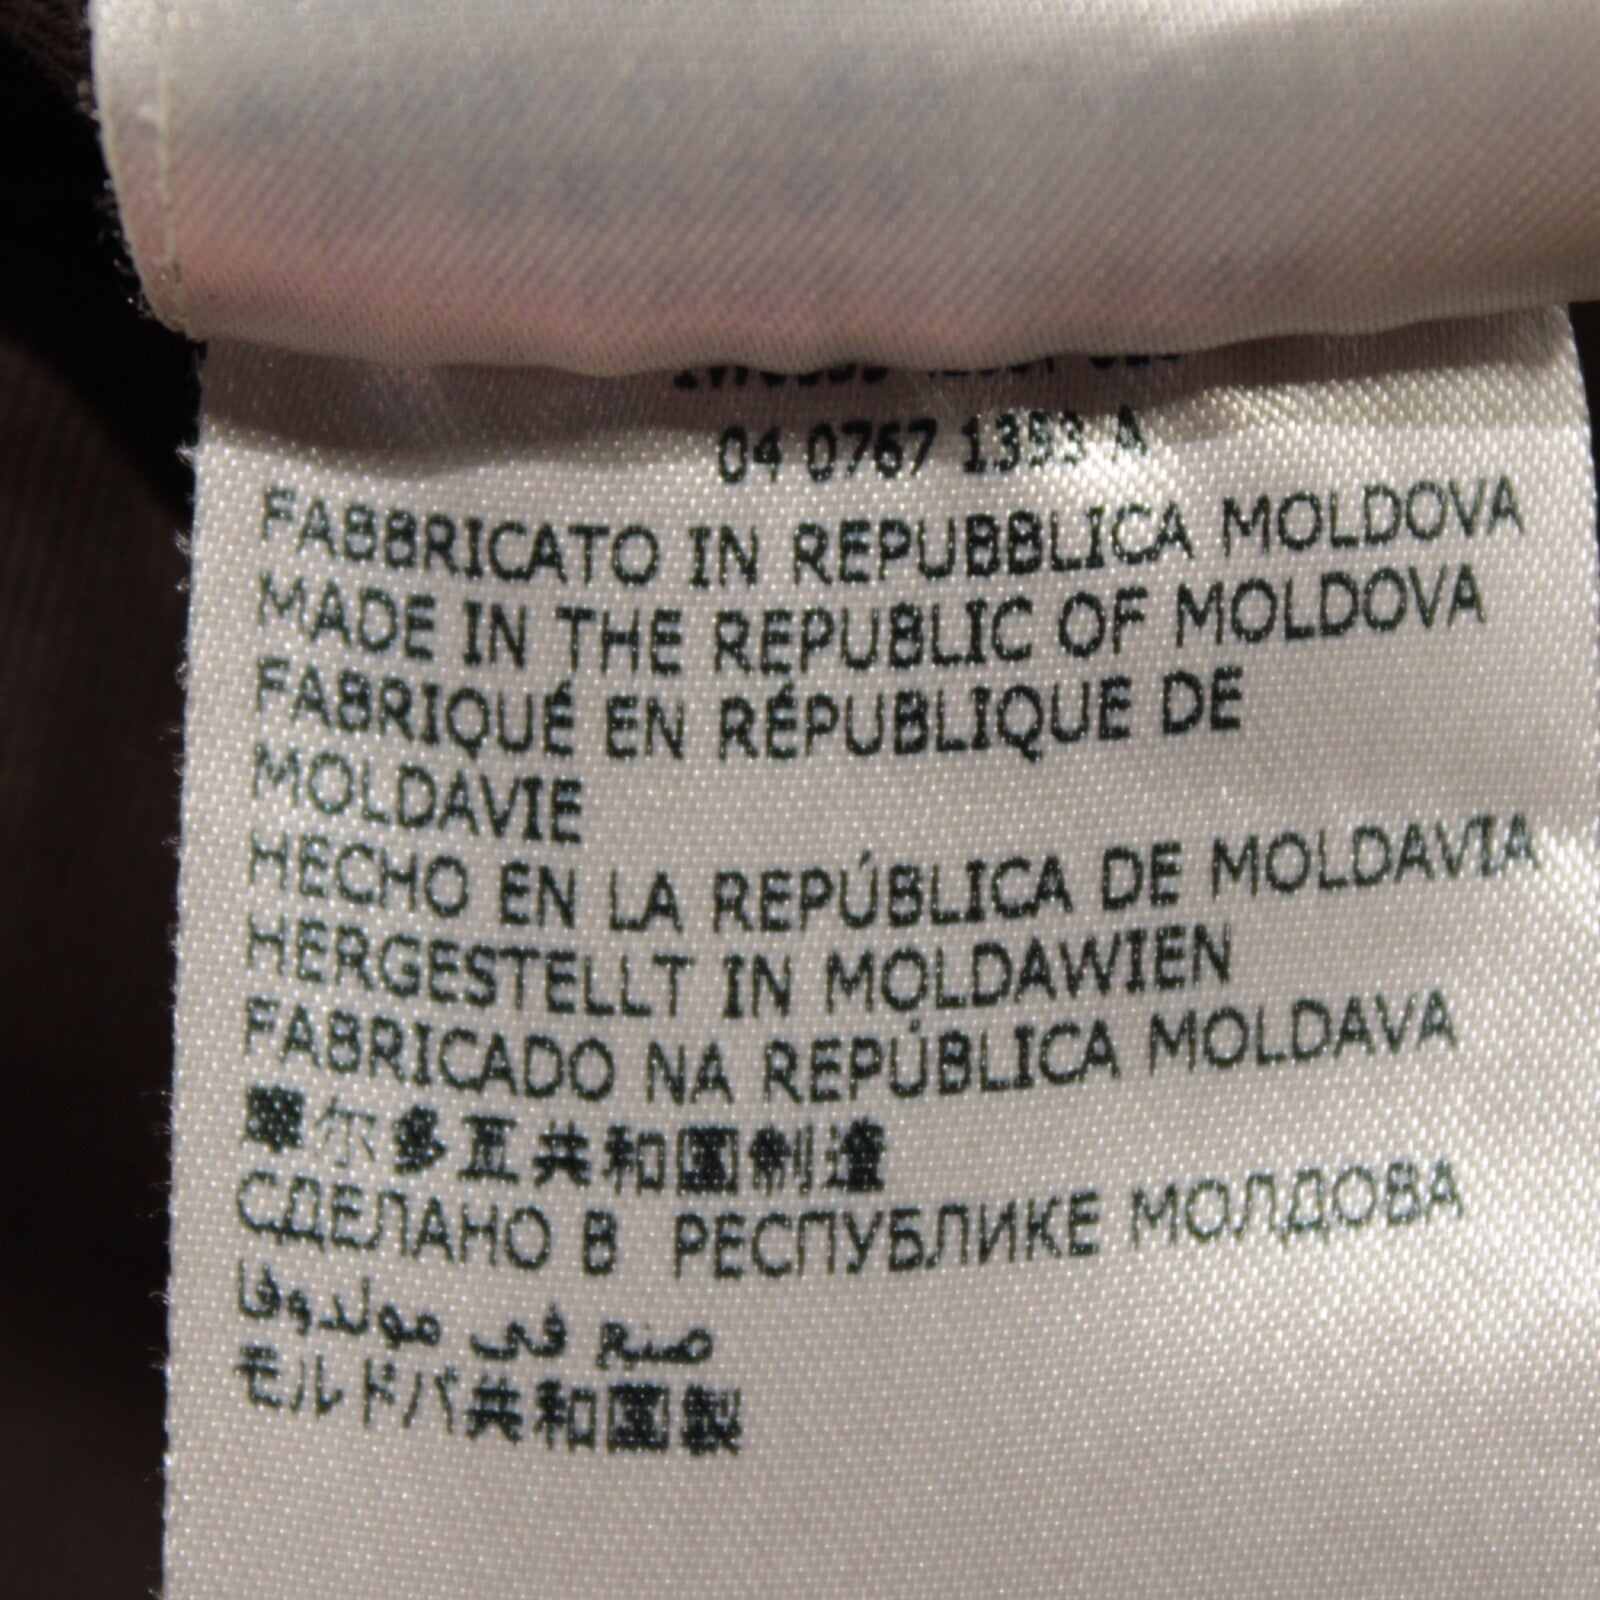 04 0767 1353 A
FABBRICATO IN REPUBBLICA MOLDOVA
MADE IN THE REPUBLIC OF MOLDOVA
FABRIQUÉ EN RÉPUBLIQUE DE
MOLDAVIE
HECHO EN LA REPÚBLICA DE MOLDAVIA
HERGESTELLT IN MOLDAWIEN
FABRICADO NA REPÚBLICA MOLDAVA
摩尔多瓦共和国制造
СДЕЛАНО В РЕСПУБЛИКЕ МОЛДОВА
صنع في مولدوفا
モルドバ共和国製